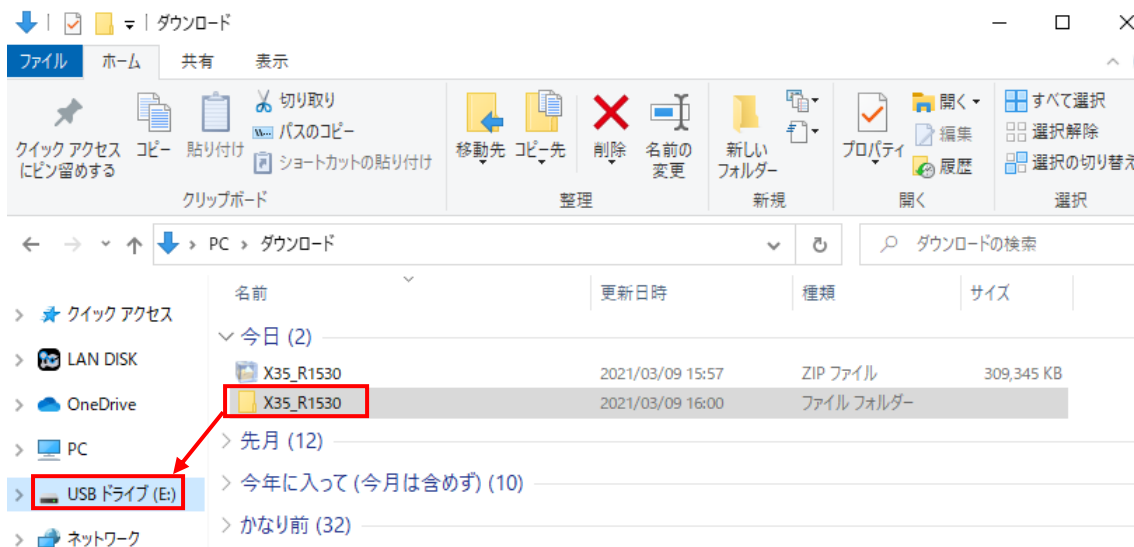 ダウンロード
ファイル ホーム 共有 表示
クイック アクセス
にピン留めする
コピー
貼り付け
切り取り
パスのコピー
ショートカットの貼り付け
クリップボード
移動先
コピー先
削除
名前の
変更
整理
新しい
フォルダー
新規
プロパティ
開く
編集
履歴
開く
すべて選択
選択解除
選択の切り替え
選択
PC › ダウンロード
ダウンロードの検索
クイック アクセス
LAN DISK
OneDrive
PC
USB ドライブ (E:)
ネットワーク
名前 更新日時 種類 サイズ
今日 (2)
X35_R1530 2021/03/09 15:57 ZIP ファイル 309,345 KB
X35_R1530 2021/03/09 16:00 ファイル フォルダー
先月 (12)
今年に入って (今月は含めず) (10)
かなり前 (32)